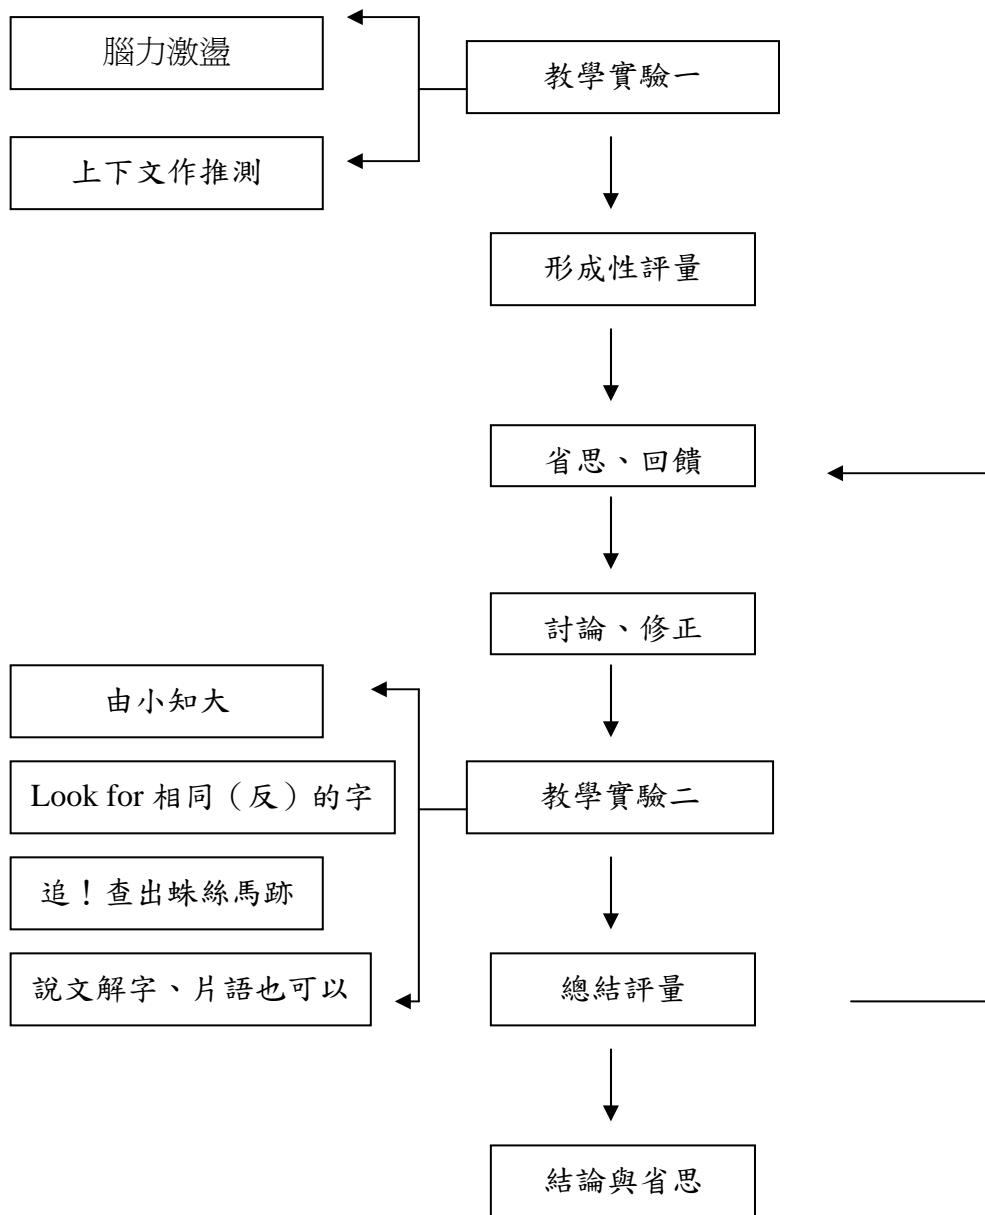 腦力激盪
教學實驗一
上下文作推測
形成性評量
省思、回饋
討論、修正
由小知大
Look for 相同（反）的字
教學實驗二
追！查出蛛絲馬跡
說文解字、片語也可以
總結評量
結論與省思